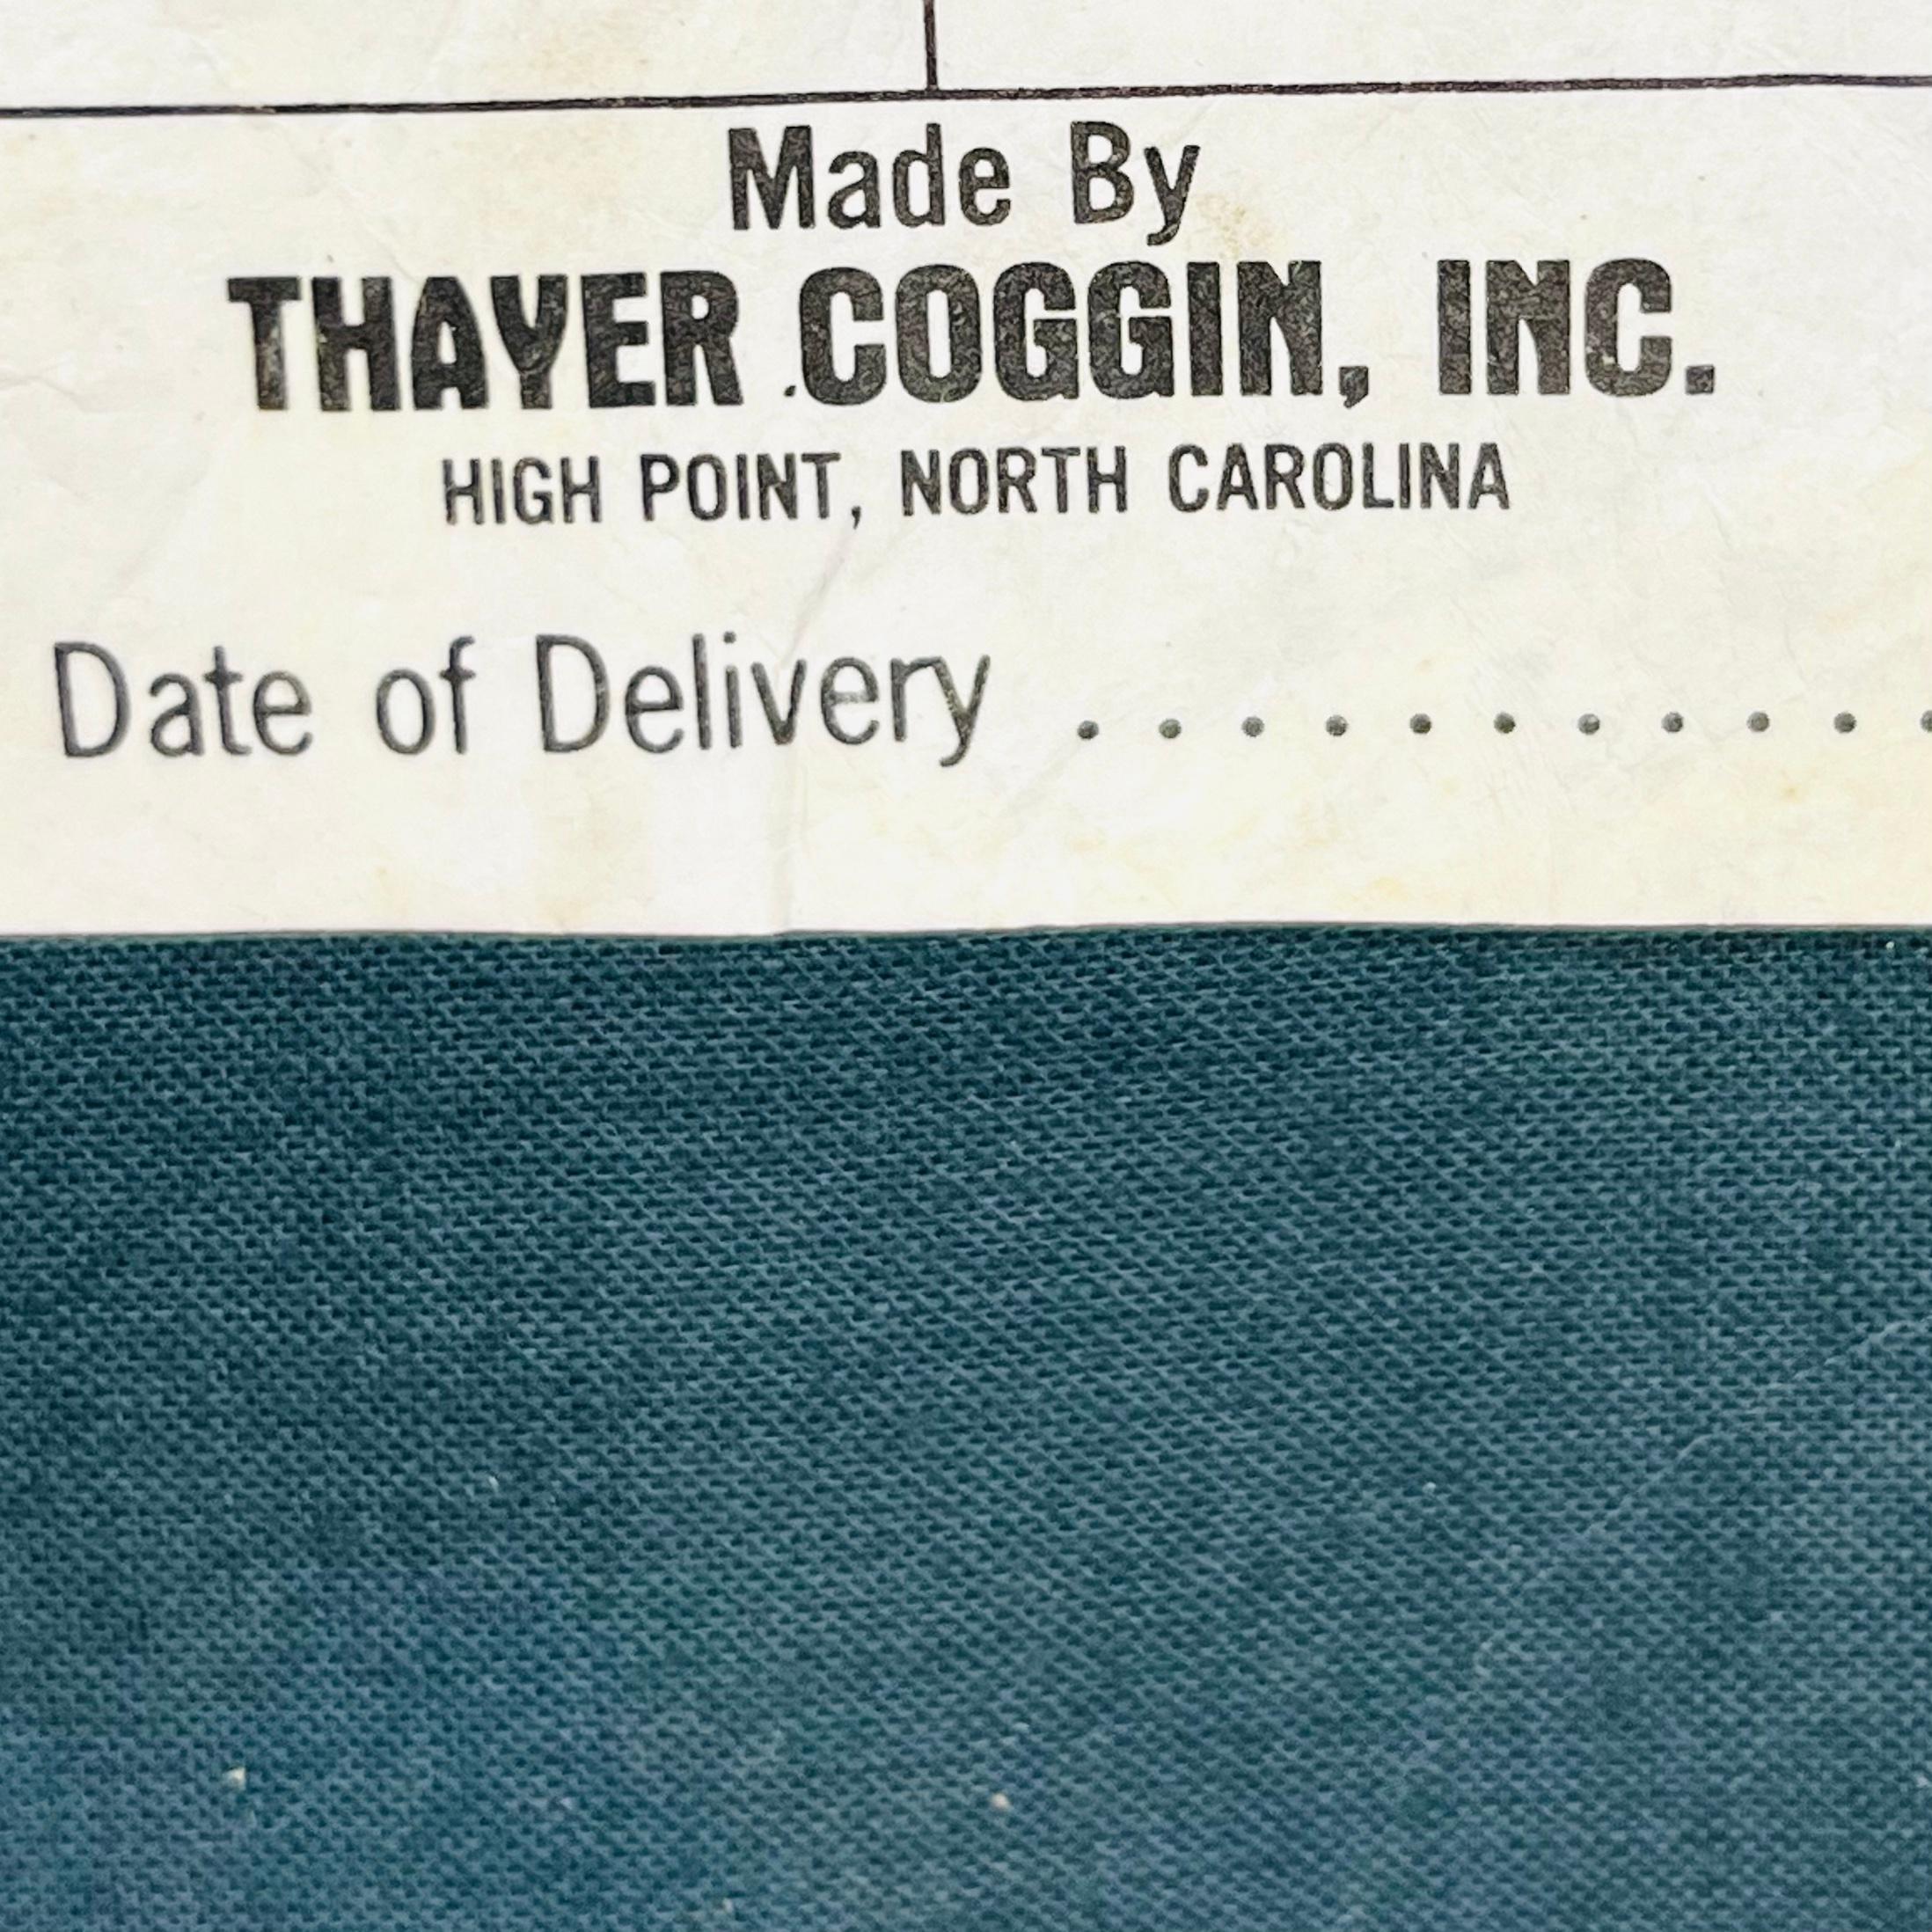 Made By
THAYER COGGIN, INC.
HIGH POINT, NORTH CAROLINA
Date of Delivery . . . . . . . . . . .